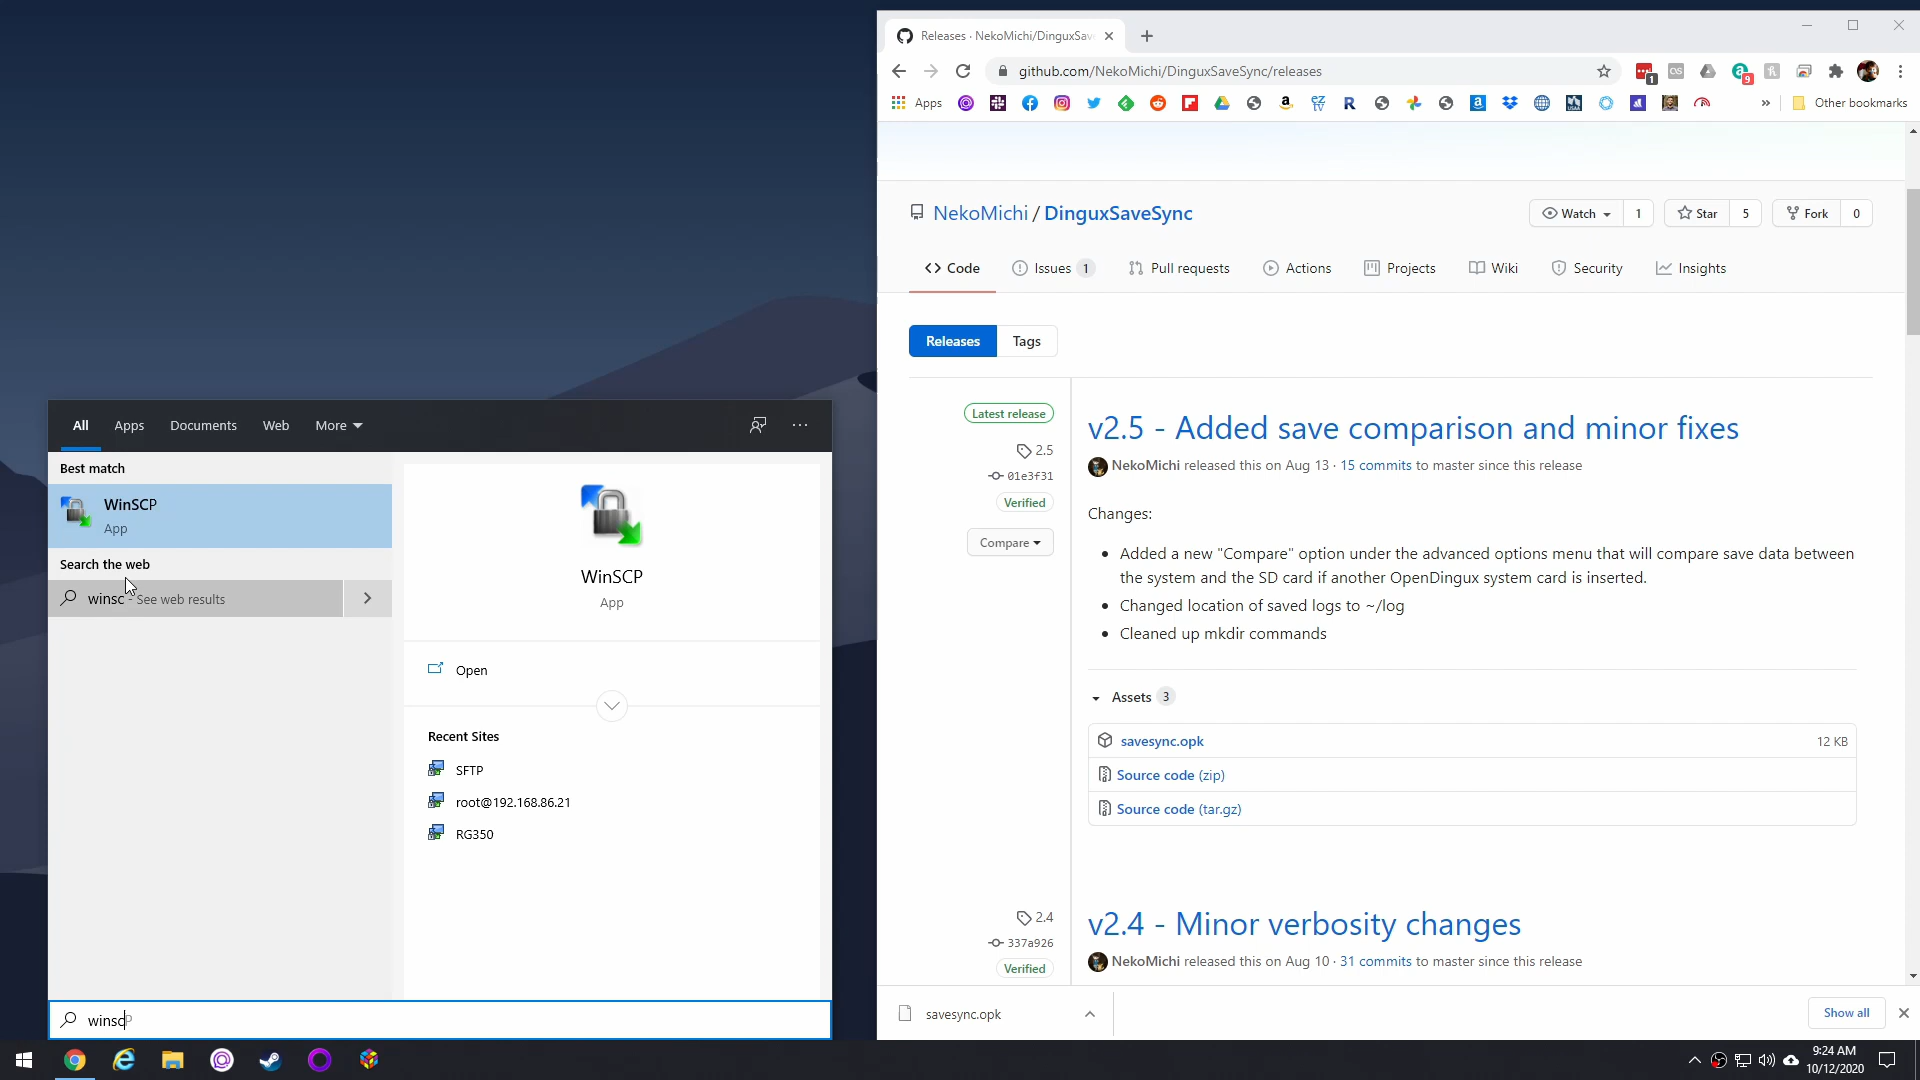 Releases · NekoMichi/DinguxSav
github.com/NekoMichi/DinguxSaveSync/releases
1
9
Apps
Other bookmarks
NekoMichi / DinguxSaveSync
Watch 1
Star 5
Fork 0
Code
Issues 1
Pull requests
Actions
Projects
Wiki
Security
Insights
Releases
Tags
Latest release
2.5
01e3f31
Verified
Compare
v2.5 - Added save comparison and minor fixes
NekoMichi released this on Aug 13 · 15 commits to master since this release
Changes:
Added a new "Compare" option under the advanced options menu that will compare save data between
the system and the SD card if another OpenDingux system card is inserted.
Changed location of saved logs to ~/log
Cleaned up mkdir commands
Assets 3
savesync.opk 12 KB
Source code (zip)
Source code (tar.gz)
2.4
337a926
Verified
v2.4 - Minor verbosity changes
NekoMichi released this on Aug 10 · 31 commits to master since this release
savesync.opk
Show all
All
Apps
Documents
Web
More
Best match
WinSCP
App
Search the web
winsc - See web results
WinSCP
App
Open
Recent Sites
SFTP
root@192.168.86.21
RG350
winscP
9:24 AM
10/12/2020